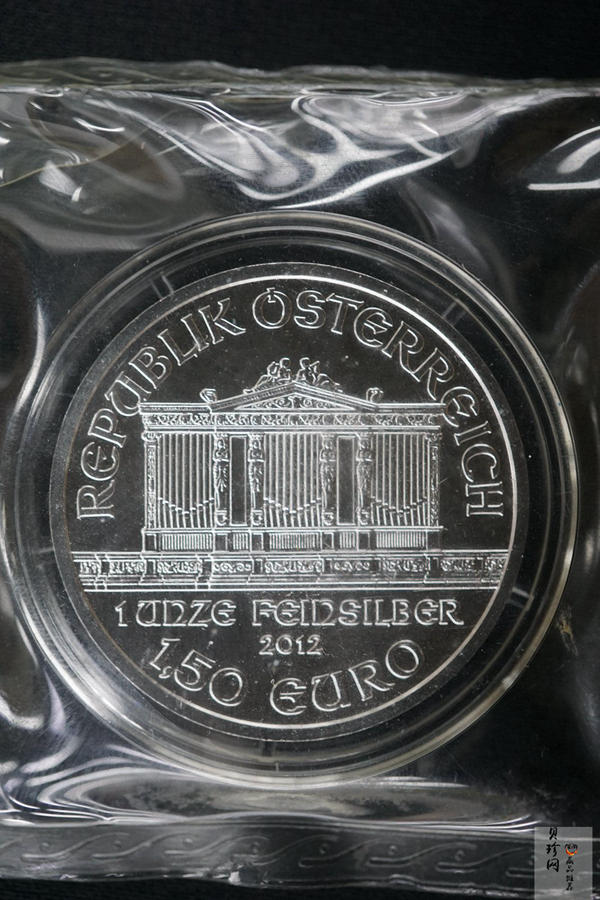 REPUBLIK ÖSTERREICH
1 UNZE FEINSILBER
2012
1,50 EURO
贝珍网